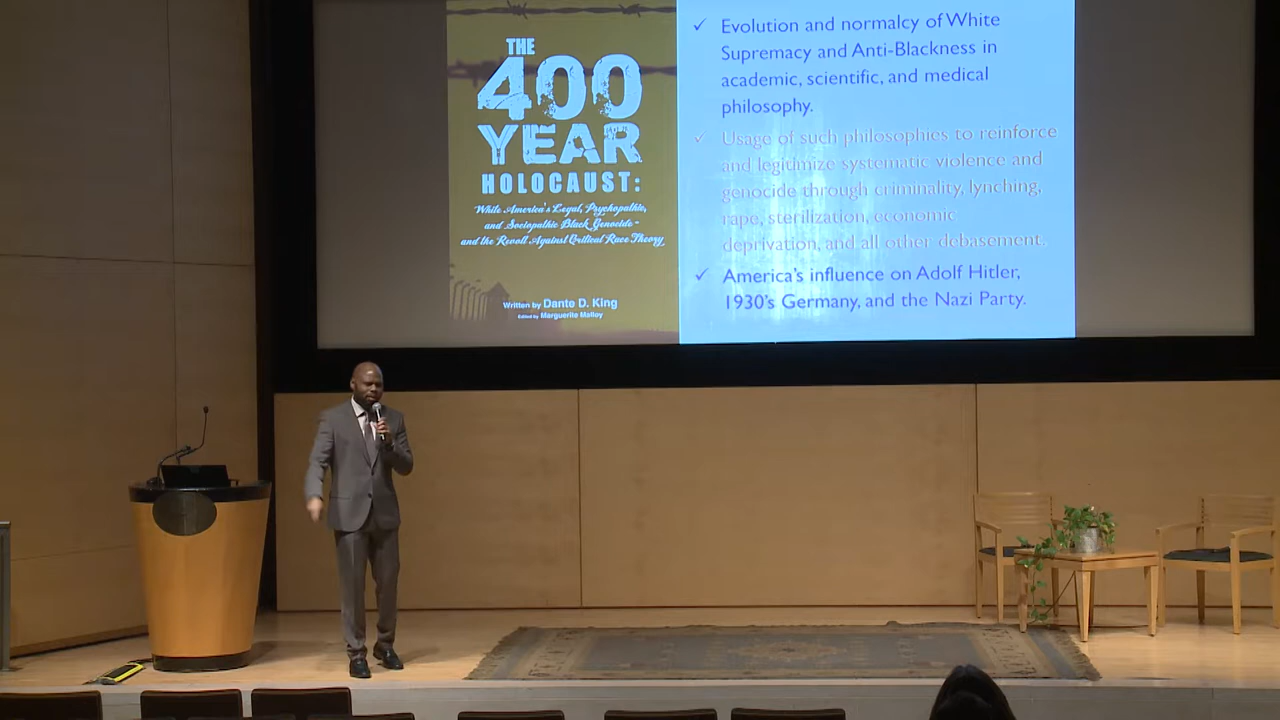 THE
400
YEAR
HOLOCAUST:
White America's Legal, Psychopathic,
and Sociopathic Black Genocide -
and the Revolt Against Critical Race Theory
Written by Dante D. King
Edited by Marguerite Malloy
✓ Evolution and normalcy of White
Supremacy and Anti-Blackness in
academic, scientific, and medical
philosophy.
✓ Usage of such philosophies to reinforce
and legitimize systematic violence and
genocide through criminality, lynching,
rape, sterilization, economic
deprivation, and all other debasement.
✓ America's influence on Adolf Hitler,
1930's Germany, and the Nazi Party.